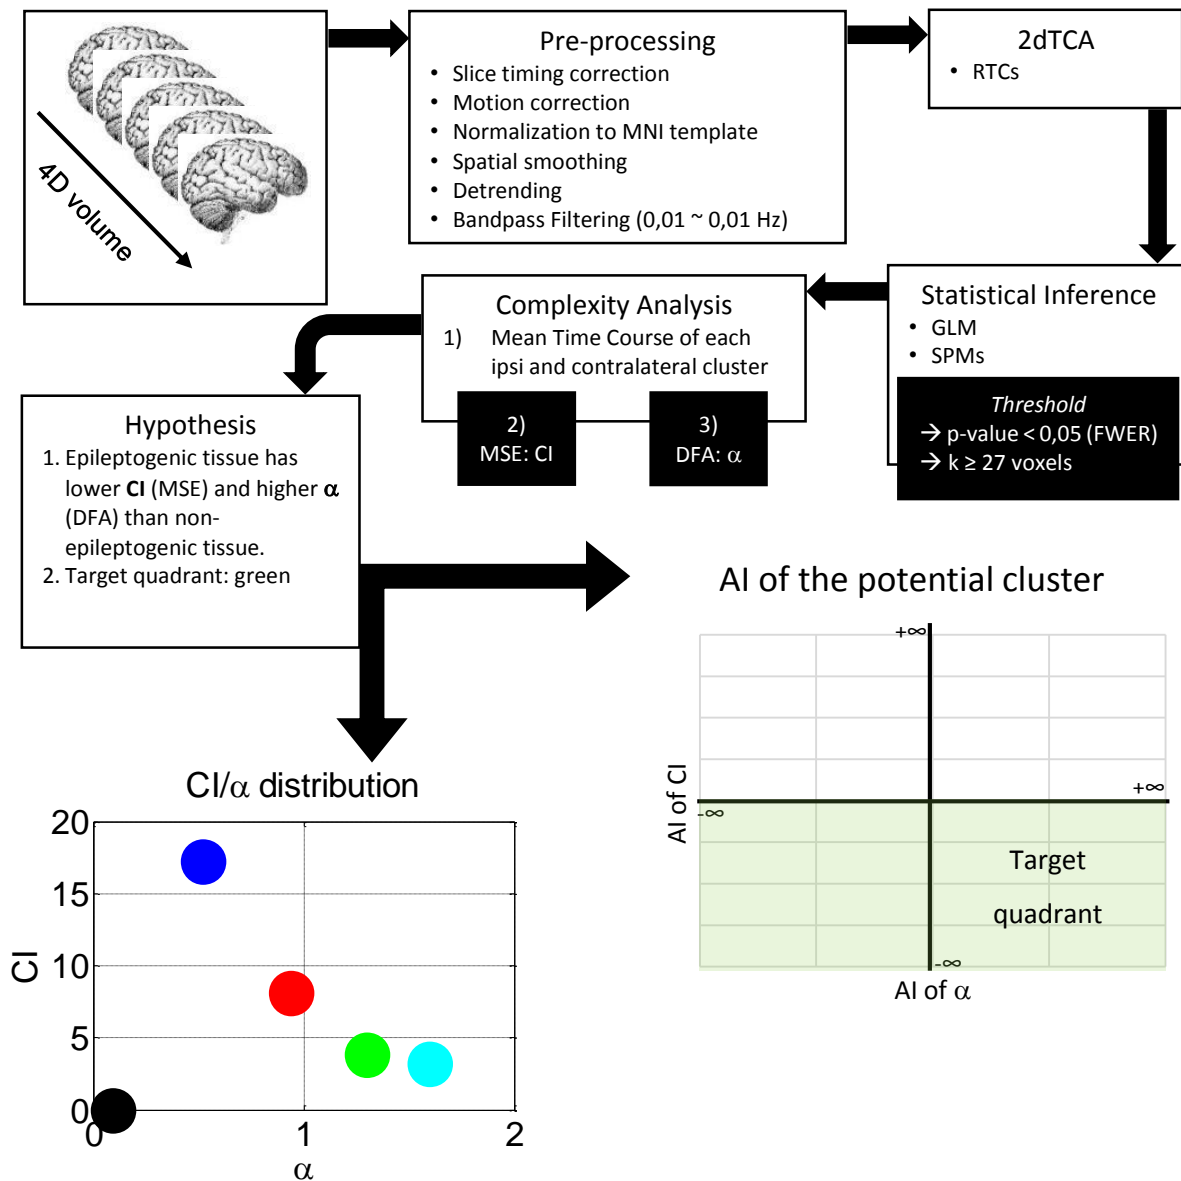 4D volume
Pre-processing
• Slice timing correction
• Motion correction
• Normalization to MNI template
• Spatial smoothing
• Detrending
• Bandpass Filtering (0,01 ~ 0,01 Hz)
2dTCA
• RTCs
Statistical Inference
• GLM
• SPMs
Threshold
→ p-value < 0,05 (FWER)
→ k ≥ 27 voxels
Complexity Analysis
1) Mean Time Course of each
ipsi and contralateral cluster
2)
MSE: CI
3)
DFA: α
Hypothesis
1. Epileptogenic tissue has
lower CI (MSE) and higher α
(DFA) than non-
epileptogenic tissue.
2. Target quadrant: green
AI of the potential cluster
+∞
AI of CI
+∞
-∞
Target
quadrant
-∞
AI of α
CI/α distribution
20
15
10
5
0
CI
0
1
2
α